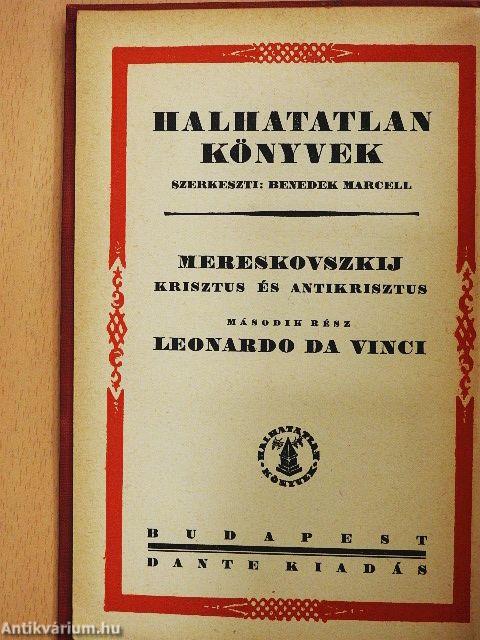 HALHATATLAN
KÖNYVEK
SZERKESZTI: BENEDEK MARCELL
MERESKOVSZKIJ
KRISZTUS ÉS ANTIKRISZTUS
MÁSODIK RÉSZ
LEONARDO DA VINCI
HALHATATLAN
KÖNYVEK
BUDAPEST
DANTE KIADÁS
Antikvárium.hu